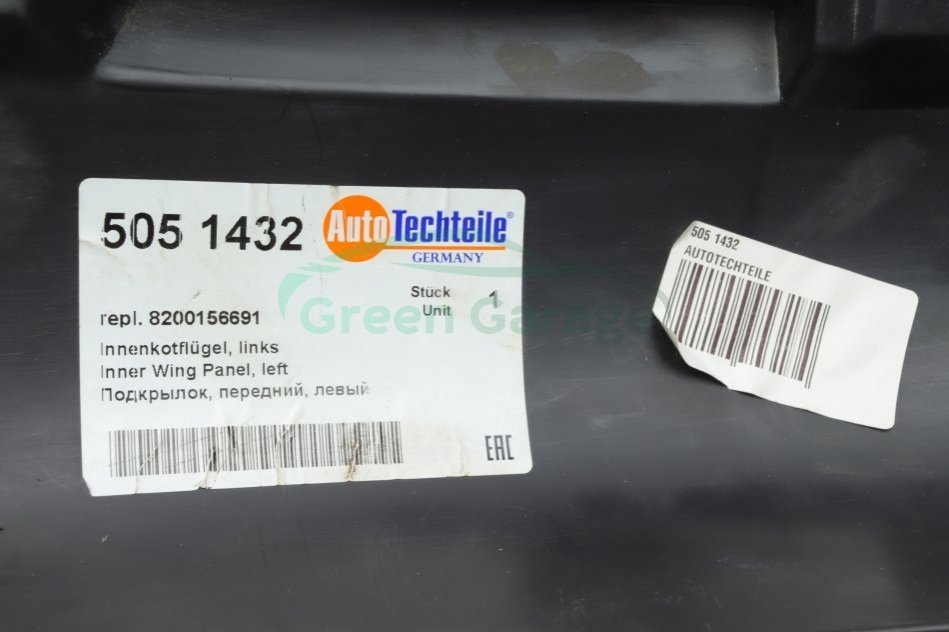 505 1432
AutoTechteile®
GERMANY
Stück 1
Unit
repl. 8200156691
Innenkotflügel, links
Inner Wing Panel, left
Подкрылок, передний, левый
EAC
505 1432
AUTOTECHTEILE
Green Garage